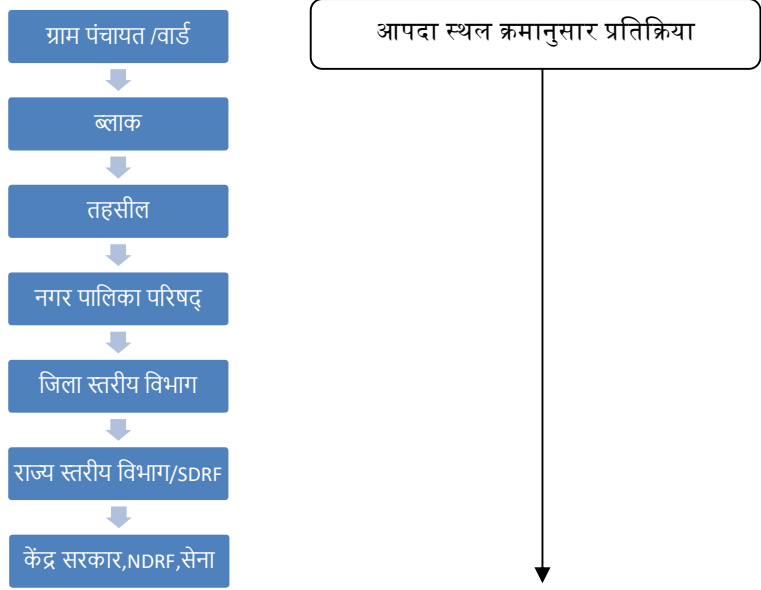 ग्राम पंचायत /वार्ड
ब्लाक
तहसील
नगर पालिका परिषद्
जिला स्तरीय विभाग
राज्य स्तरीय विभाग/SDRF
केंद्र सरकार,NDRF,सेना
आपदा स्थल क्रमानुसार प्रतिक्रिया